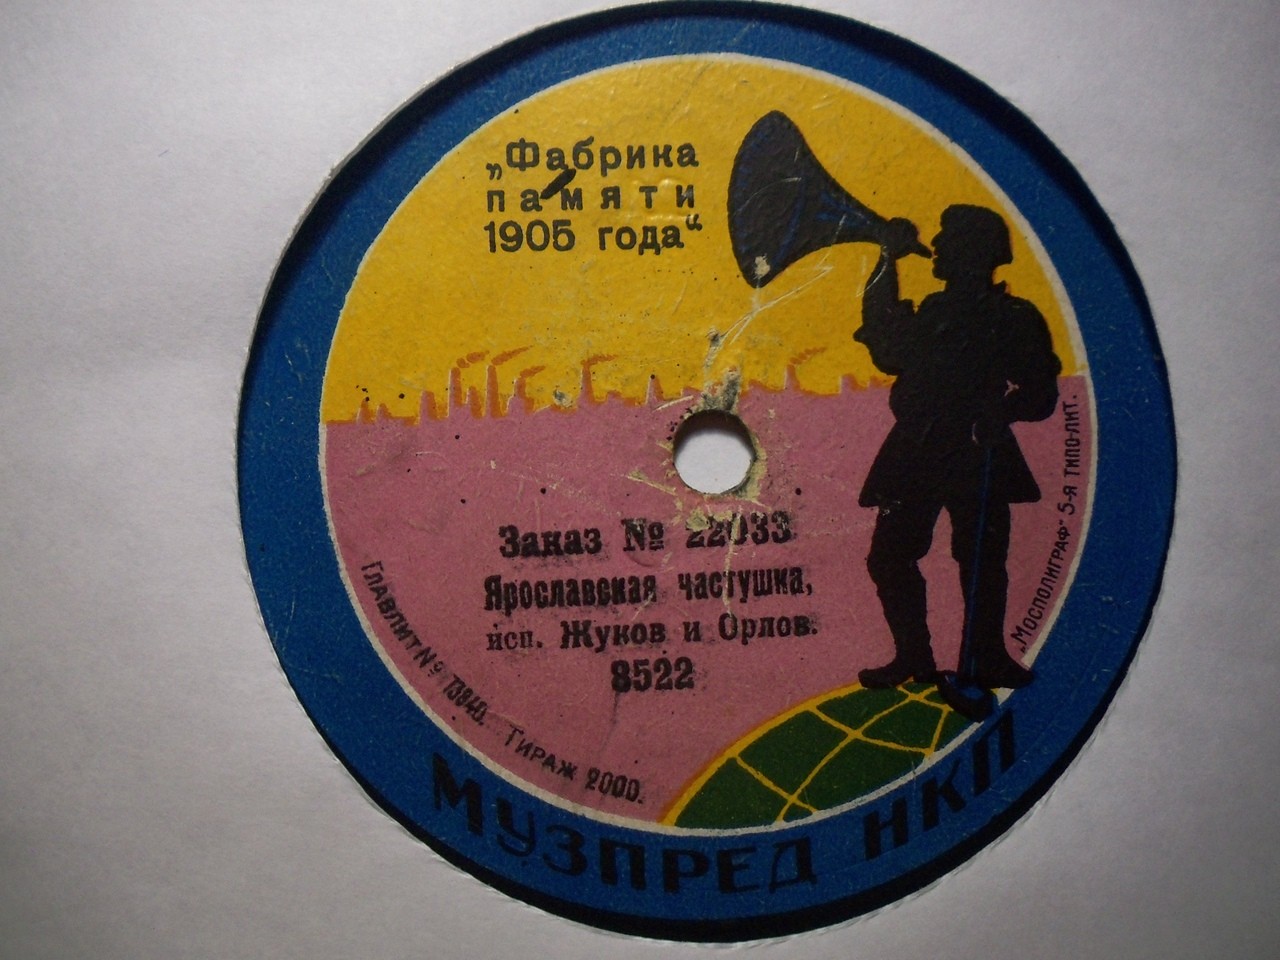 „Фабрика
памяти
1905 года“
Заказ № 22033
Ярославская частушка,
исп. Жуков и Орлов.
8522
Главлит № 73840. Тираж 2000.
„Мосполиграф“ 5-я типо-лит.
МУЗПРЕД НКП